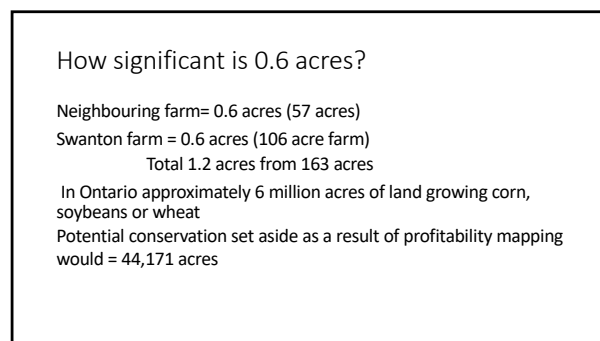 How significant is 0.6 acres?
Neighbouring farm= 0.6 acres (57 acres)
Swanton farm = 0.6 acres (106 acre farm)
Total 1.2 acres from 163 acres
In Ontario approximately 6 million acres of land growing corn,
soybeans or wheat
Potential conservation set aside as a result of profitability mapping
would = 44,171 acres